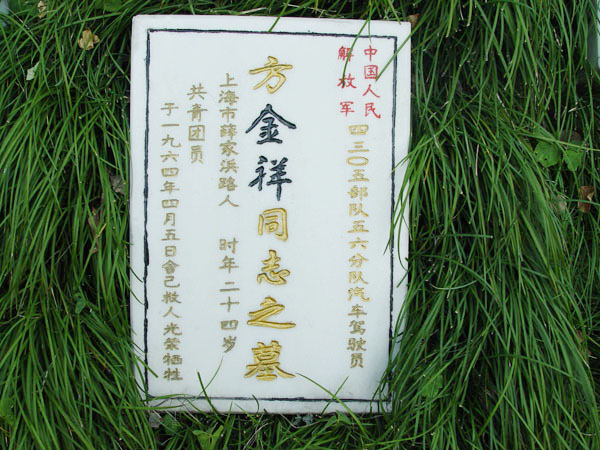 中国人民
解放军
四三〇五部队五六分队汽车驾驶员
方金祥同志之墓
上海市薛家浜路人 时年二十四岁
共青团员
于一九六四年四月五日舍己救人光荣牺牲